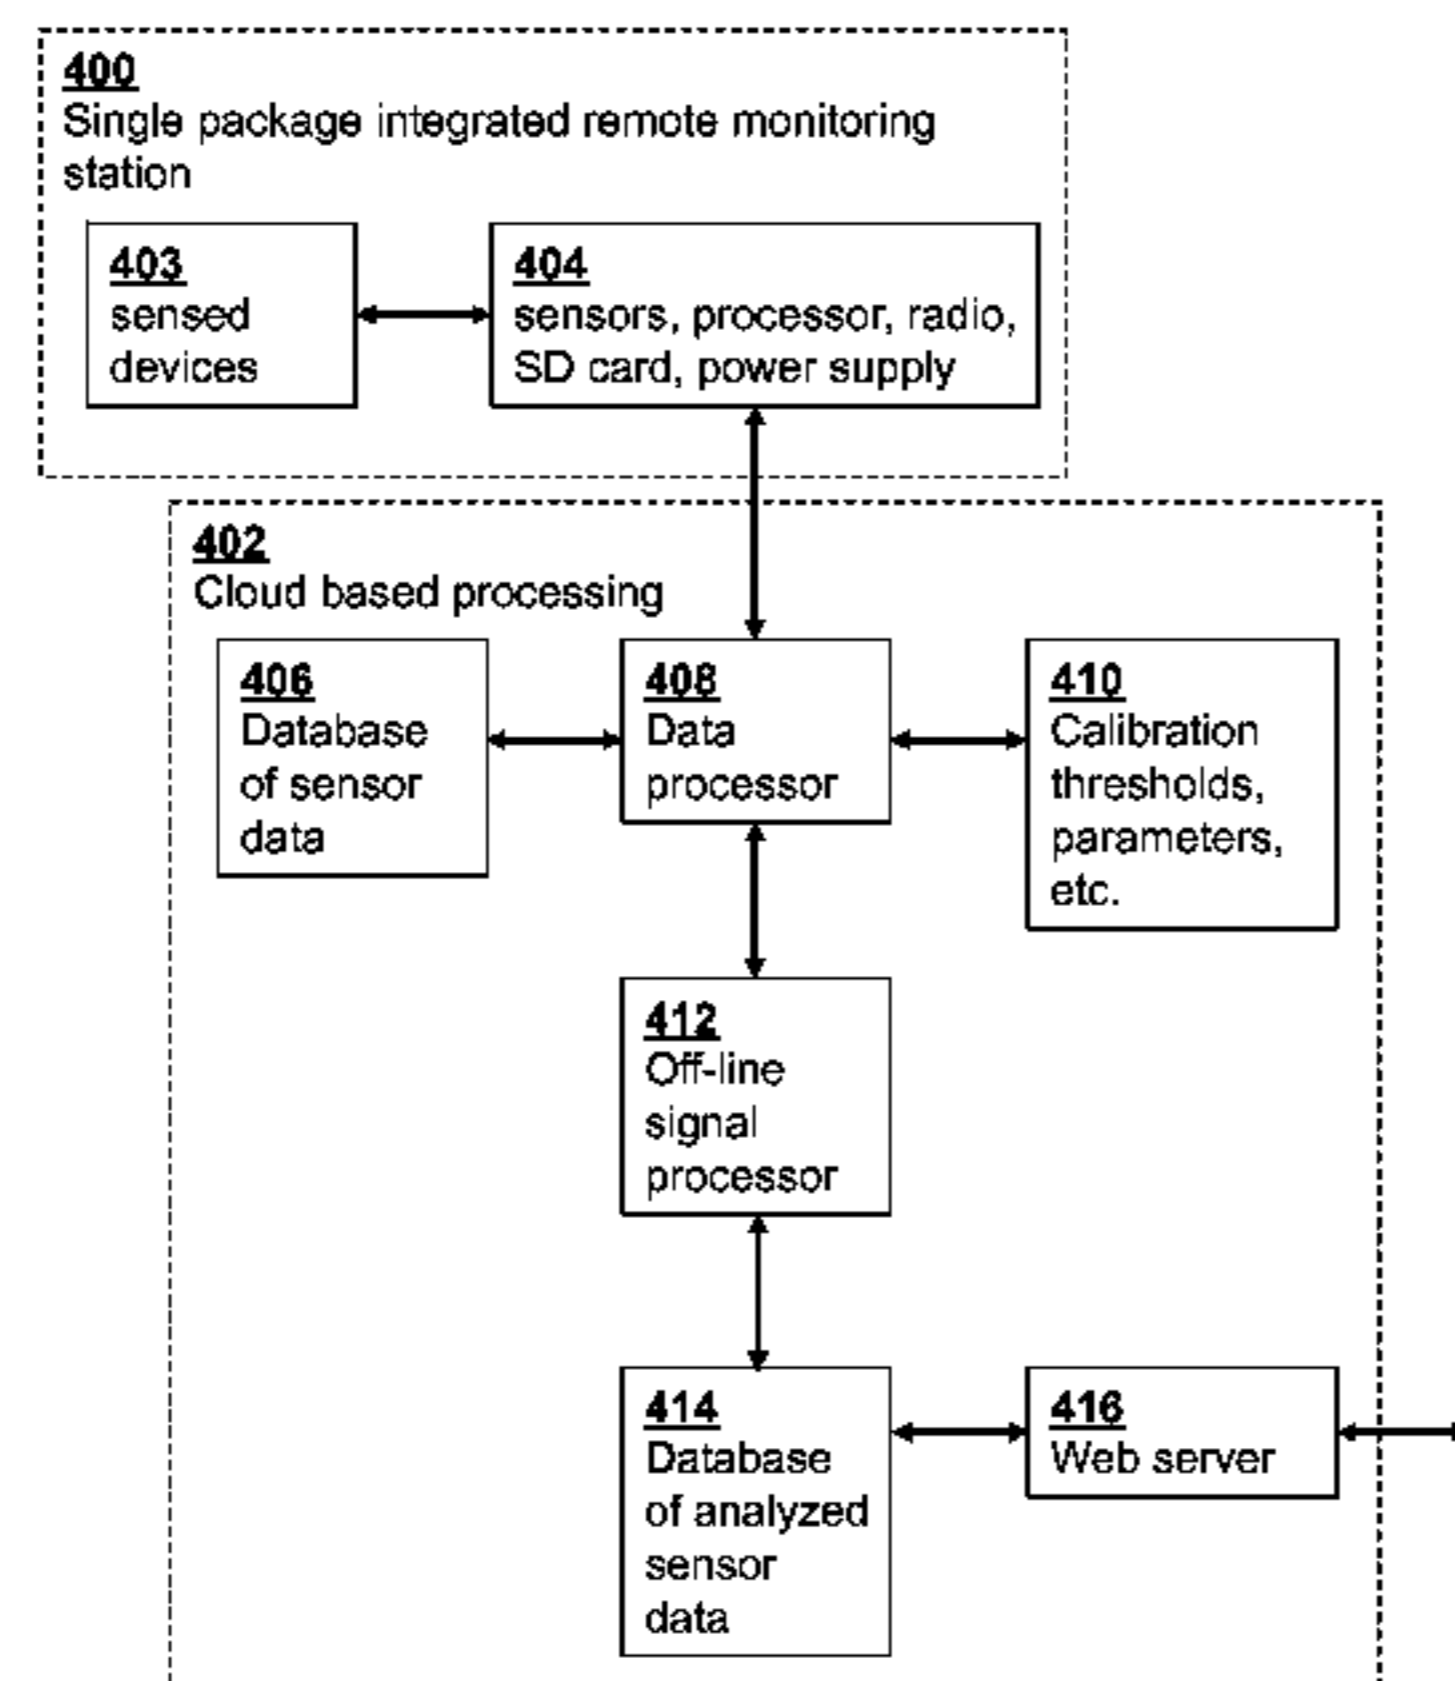 400
Single package integrated remote monitoring
station
403
sensed
devices
404
sensors, processor, radio,
SD card, power supply
402
Cloud based processing
406
Database
of sensor
data
408
Data
processor
410
Calibration
thresholds,
parameters,
etc.
412
Off-line
signal
processor
414
Database
of analyzed
sensor
data
416
Web server